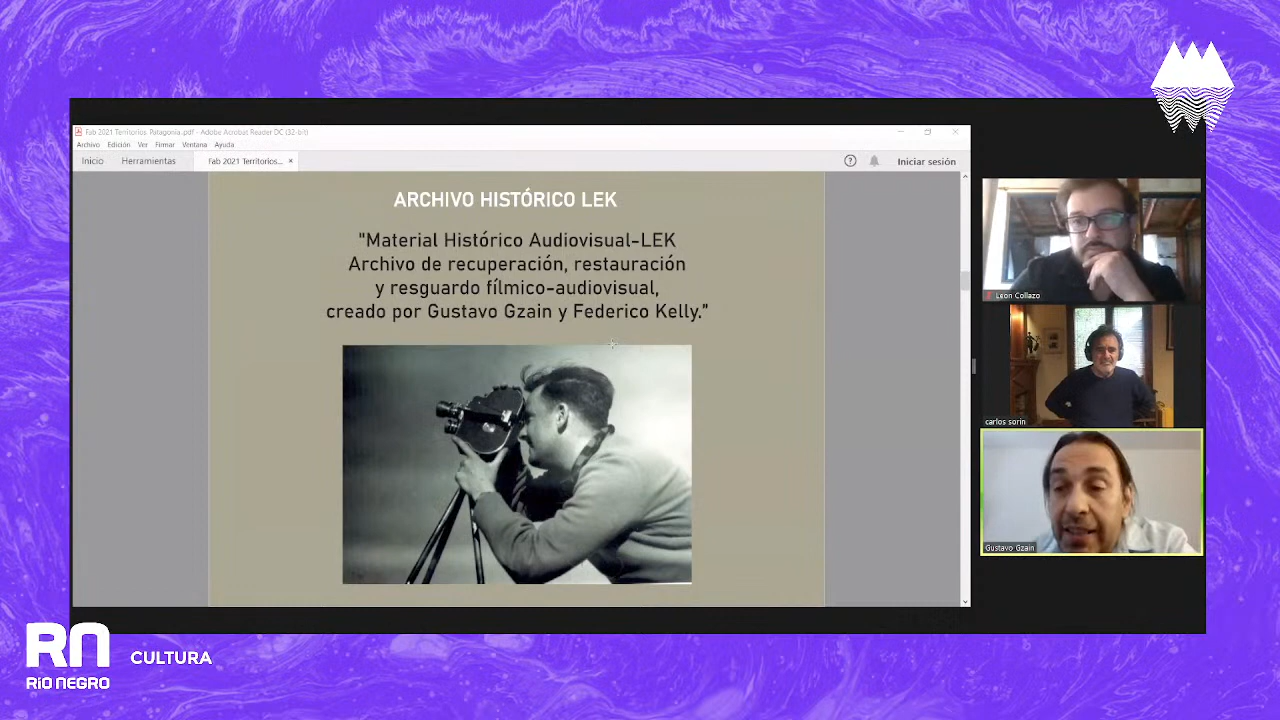 Fab 2021 Territorios Patagonia.pdf - Adobe Acrobat Reader DC (32-bit)
Archivo Edición Ver Firmar Ventana Ayuda
Inicio Herramientas Fab 2021 Territorios... × Iniciar sesión
ARCHIVO HISTÓRICO LEK
"Material Histórico Audiovisual-LEK
Archivo de recuperación, restauración
y resguardo fílmico-audiovisual,
creado por Gustavo Gzain y Federico Kelly."
Leon Collazo
carlos sorin
Gustavo Gzain
RN
RÍO NEGRO
CULTURA